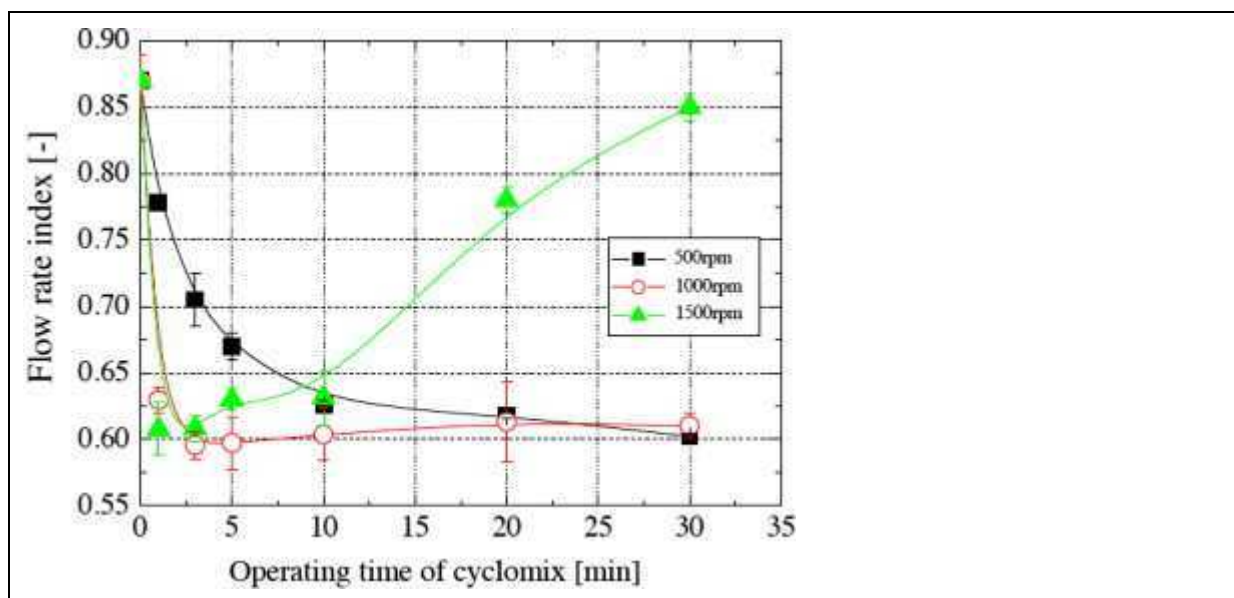 0.90
0.85
0.80
0.75
0.70
0.65
0.60
0.55
Flow rate index [-]
500rpm
1000rpm
1500rpm
0 5 10 15 20 25 30 35
Operating time of cyclomix [min]